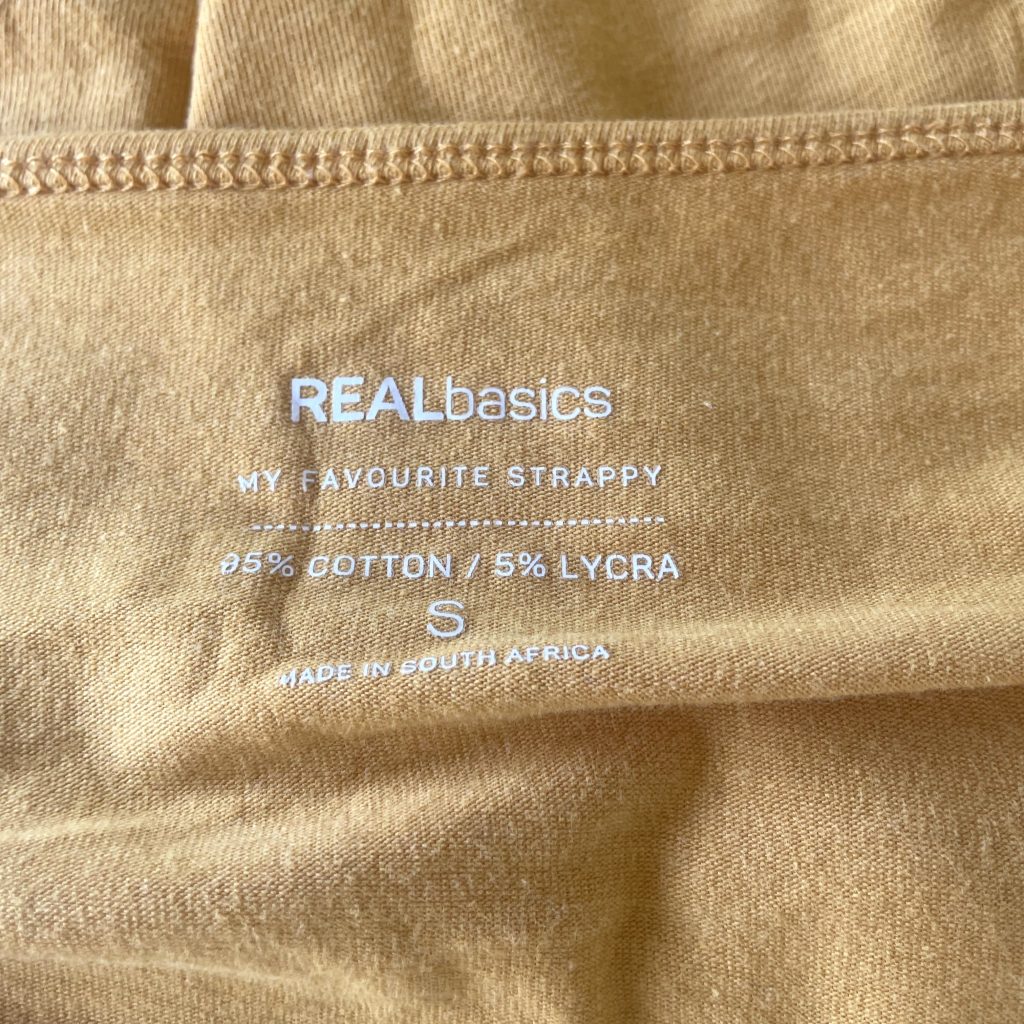 REALbasics
MY FAVOURITE STRAPPY
95% COTTON / 5% LYCRA
S
MADE IN SOUTH AFRICA